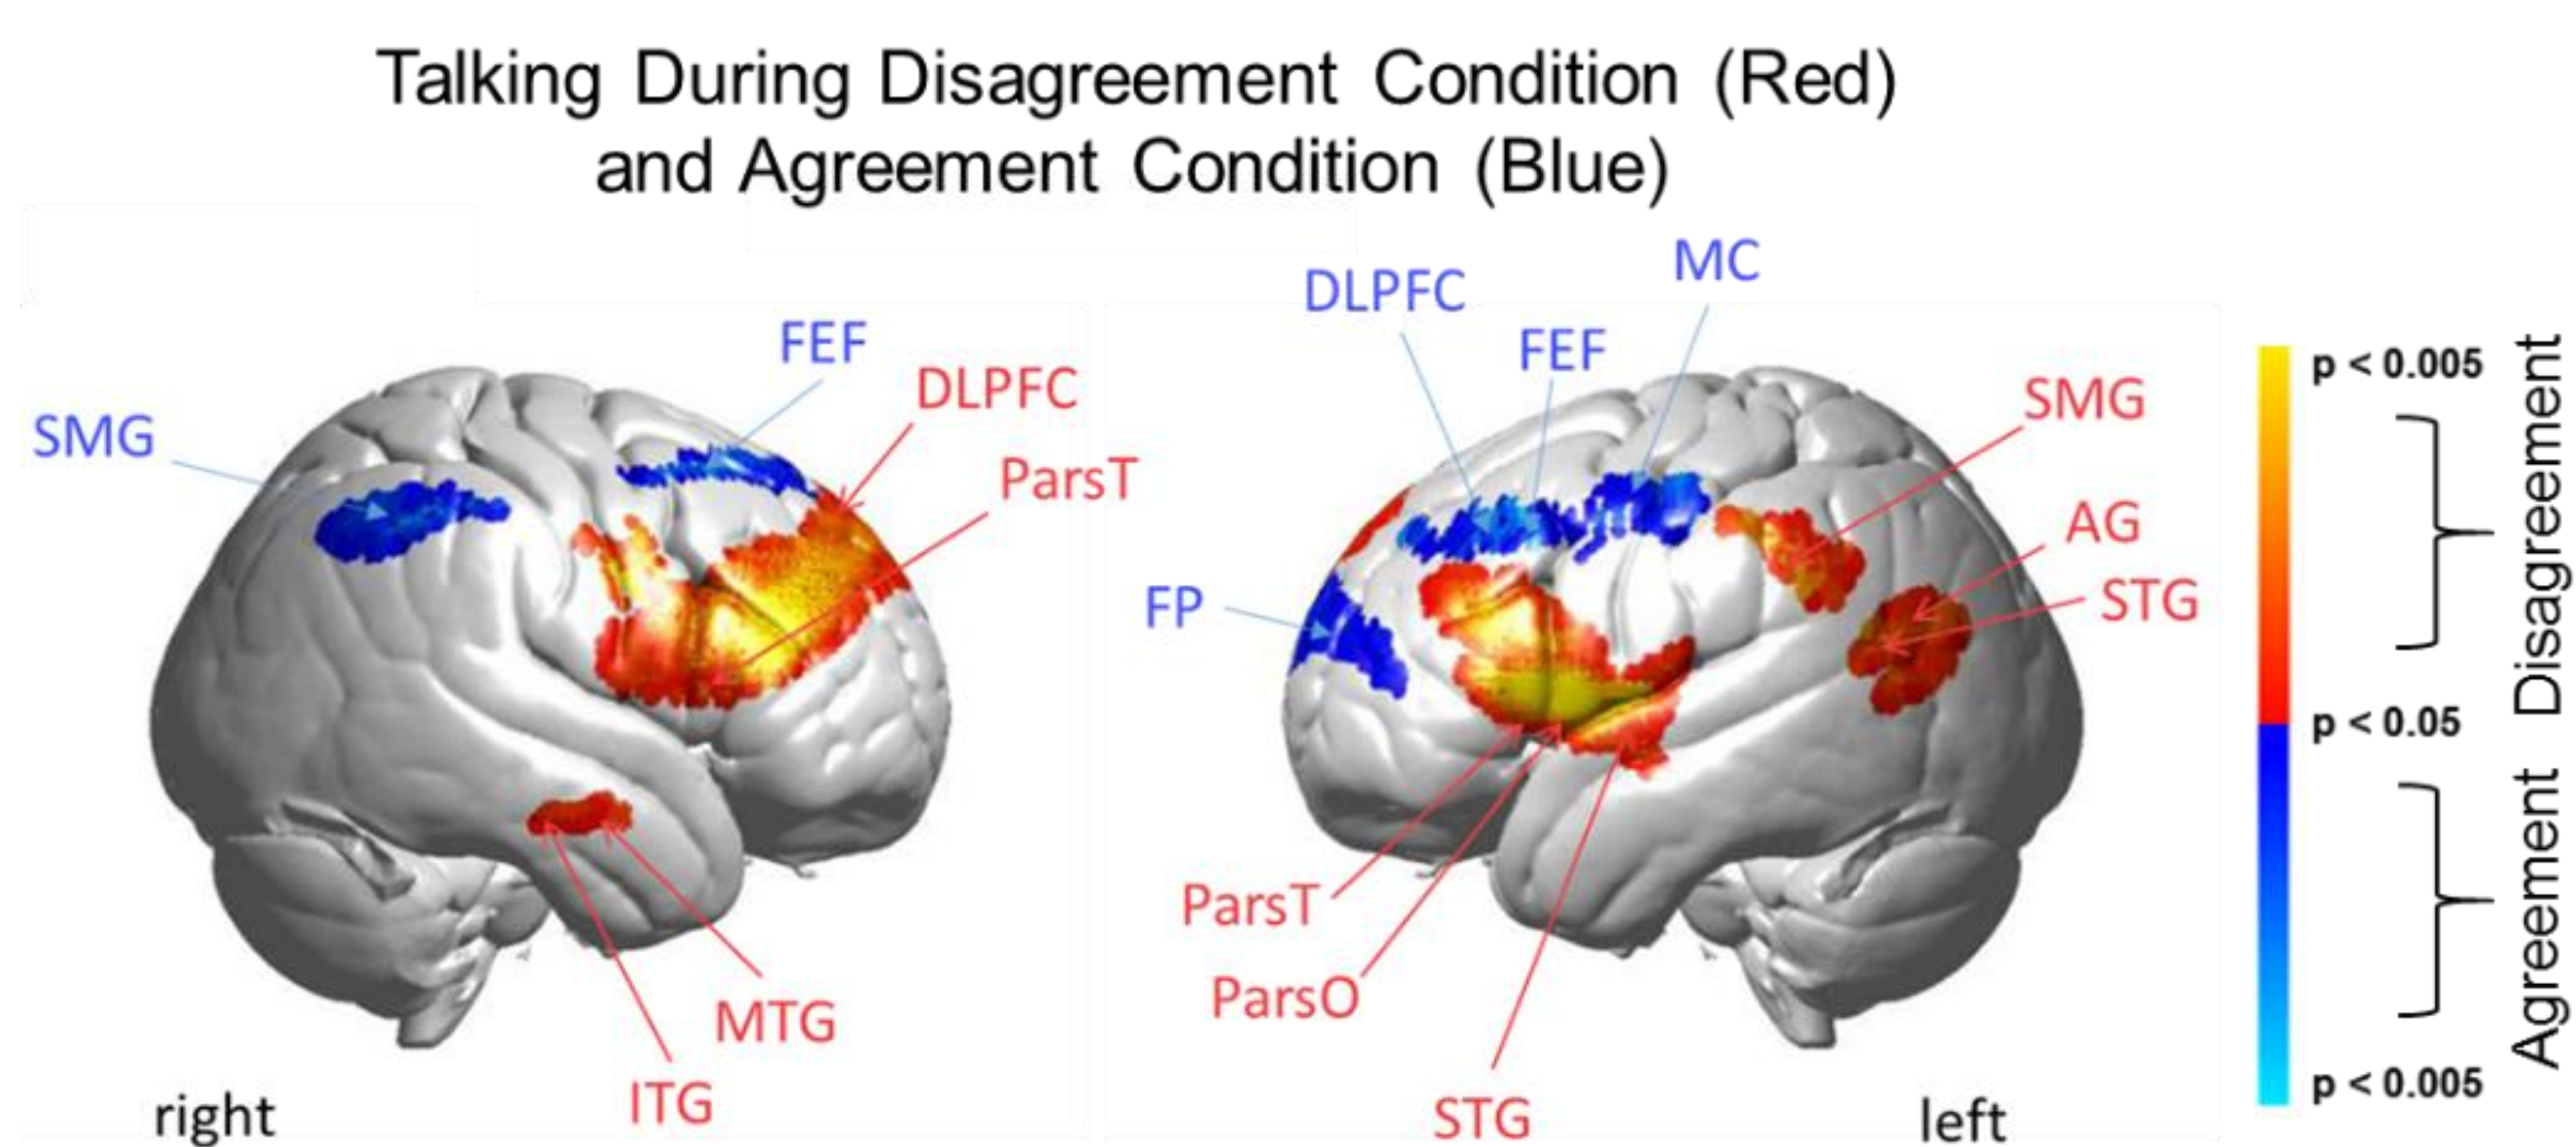 Talking During Disagreement Condition (Red)
and Agreement Condition (Blue)
SMG
FEF
DLPFC
ParsT
MTG
ITG
right
DLPFC
MC
FEF
SMG
AG
STG
FP
ParsT
ParsO
STG
left
p < 0.005
Disagreement
p < 0.05
Agreement
p < 0.005